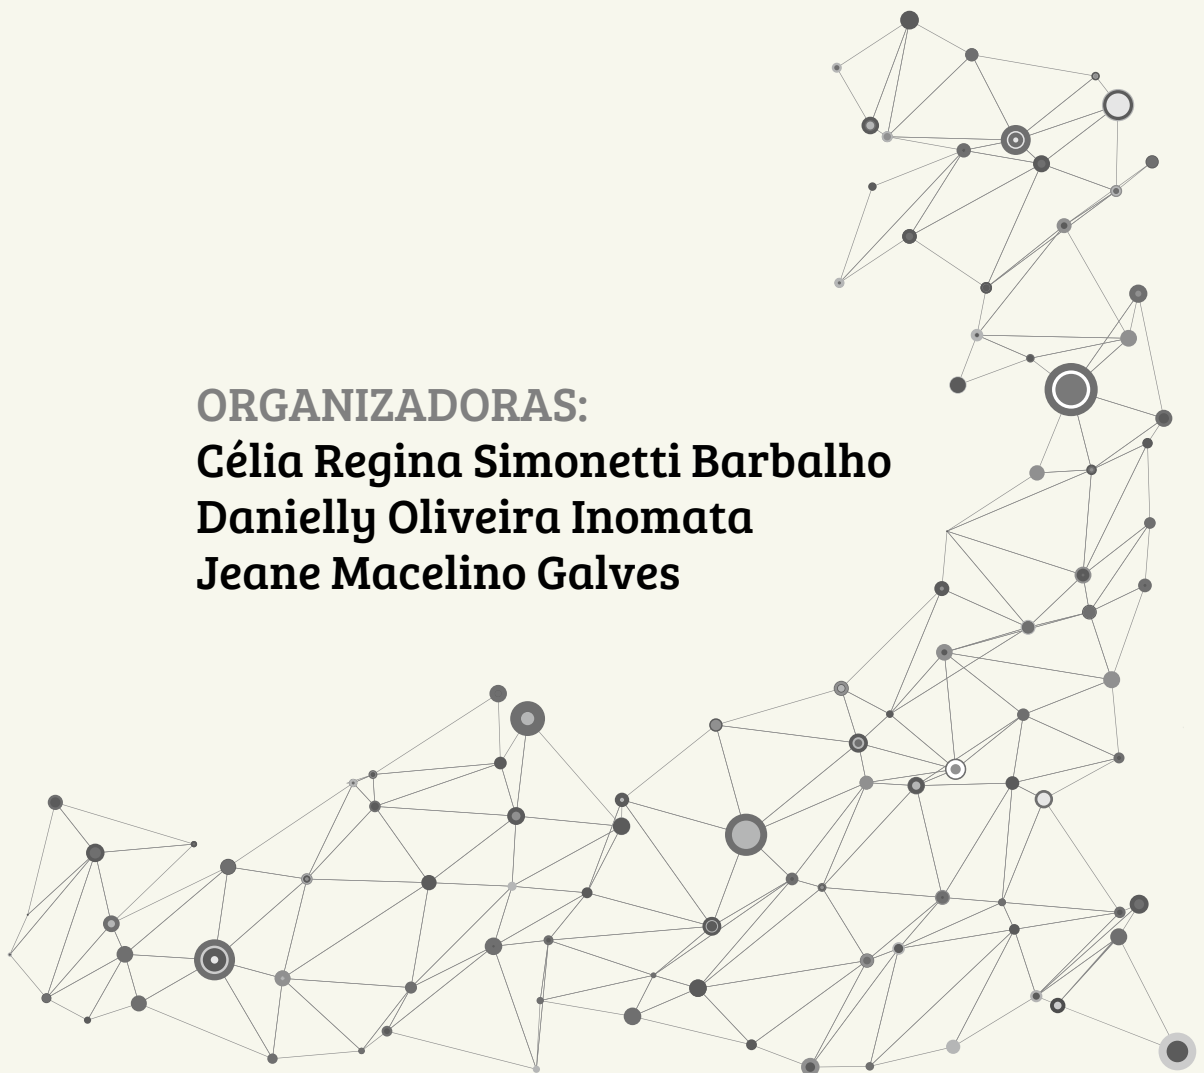 ORGANIZADORAS:
Célia Regina Simonetti Barbalho
Danielly Oliveira Inomata
Jeane Macelino Galves